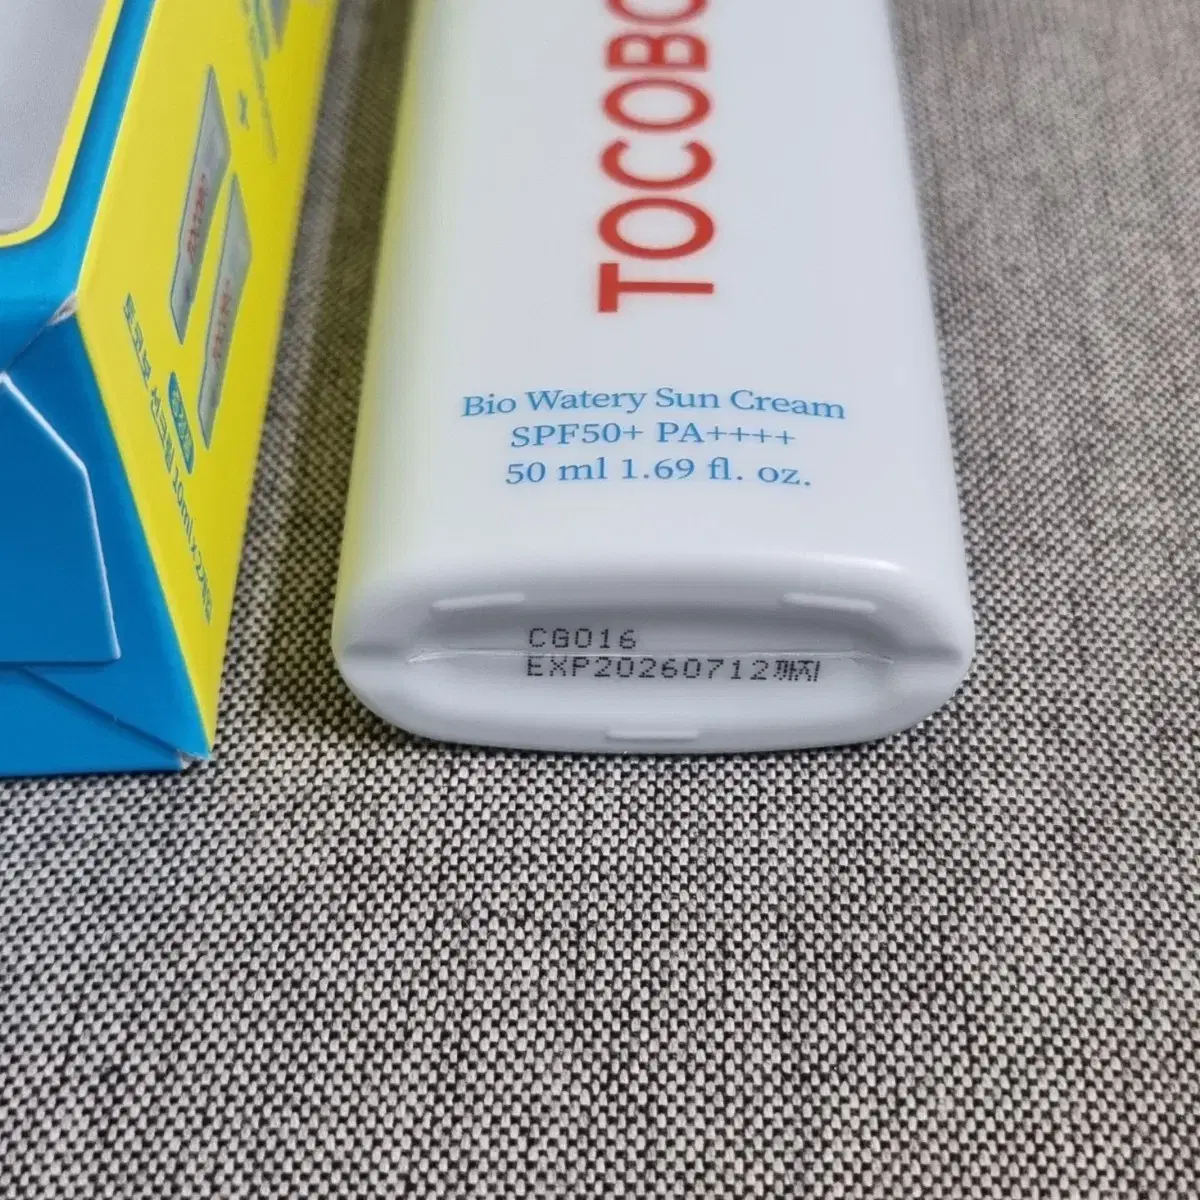 TOCOBO
Bio Watery Sun Cream
SPF50+ PA++++
50 ml 1.69 fl. oz.
CG016
EXP20260712까지